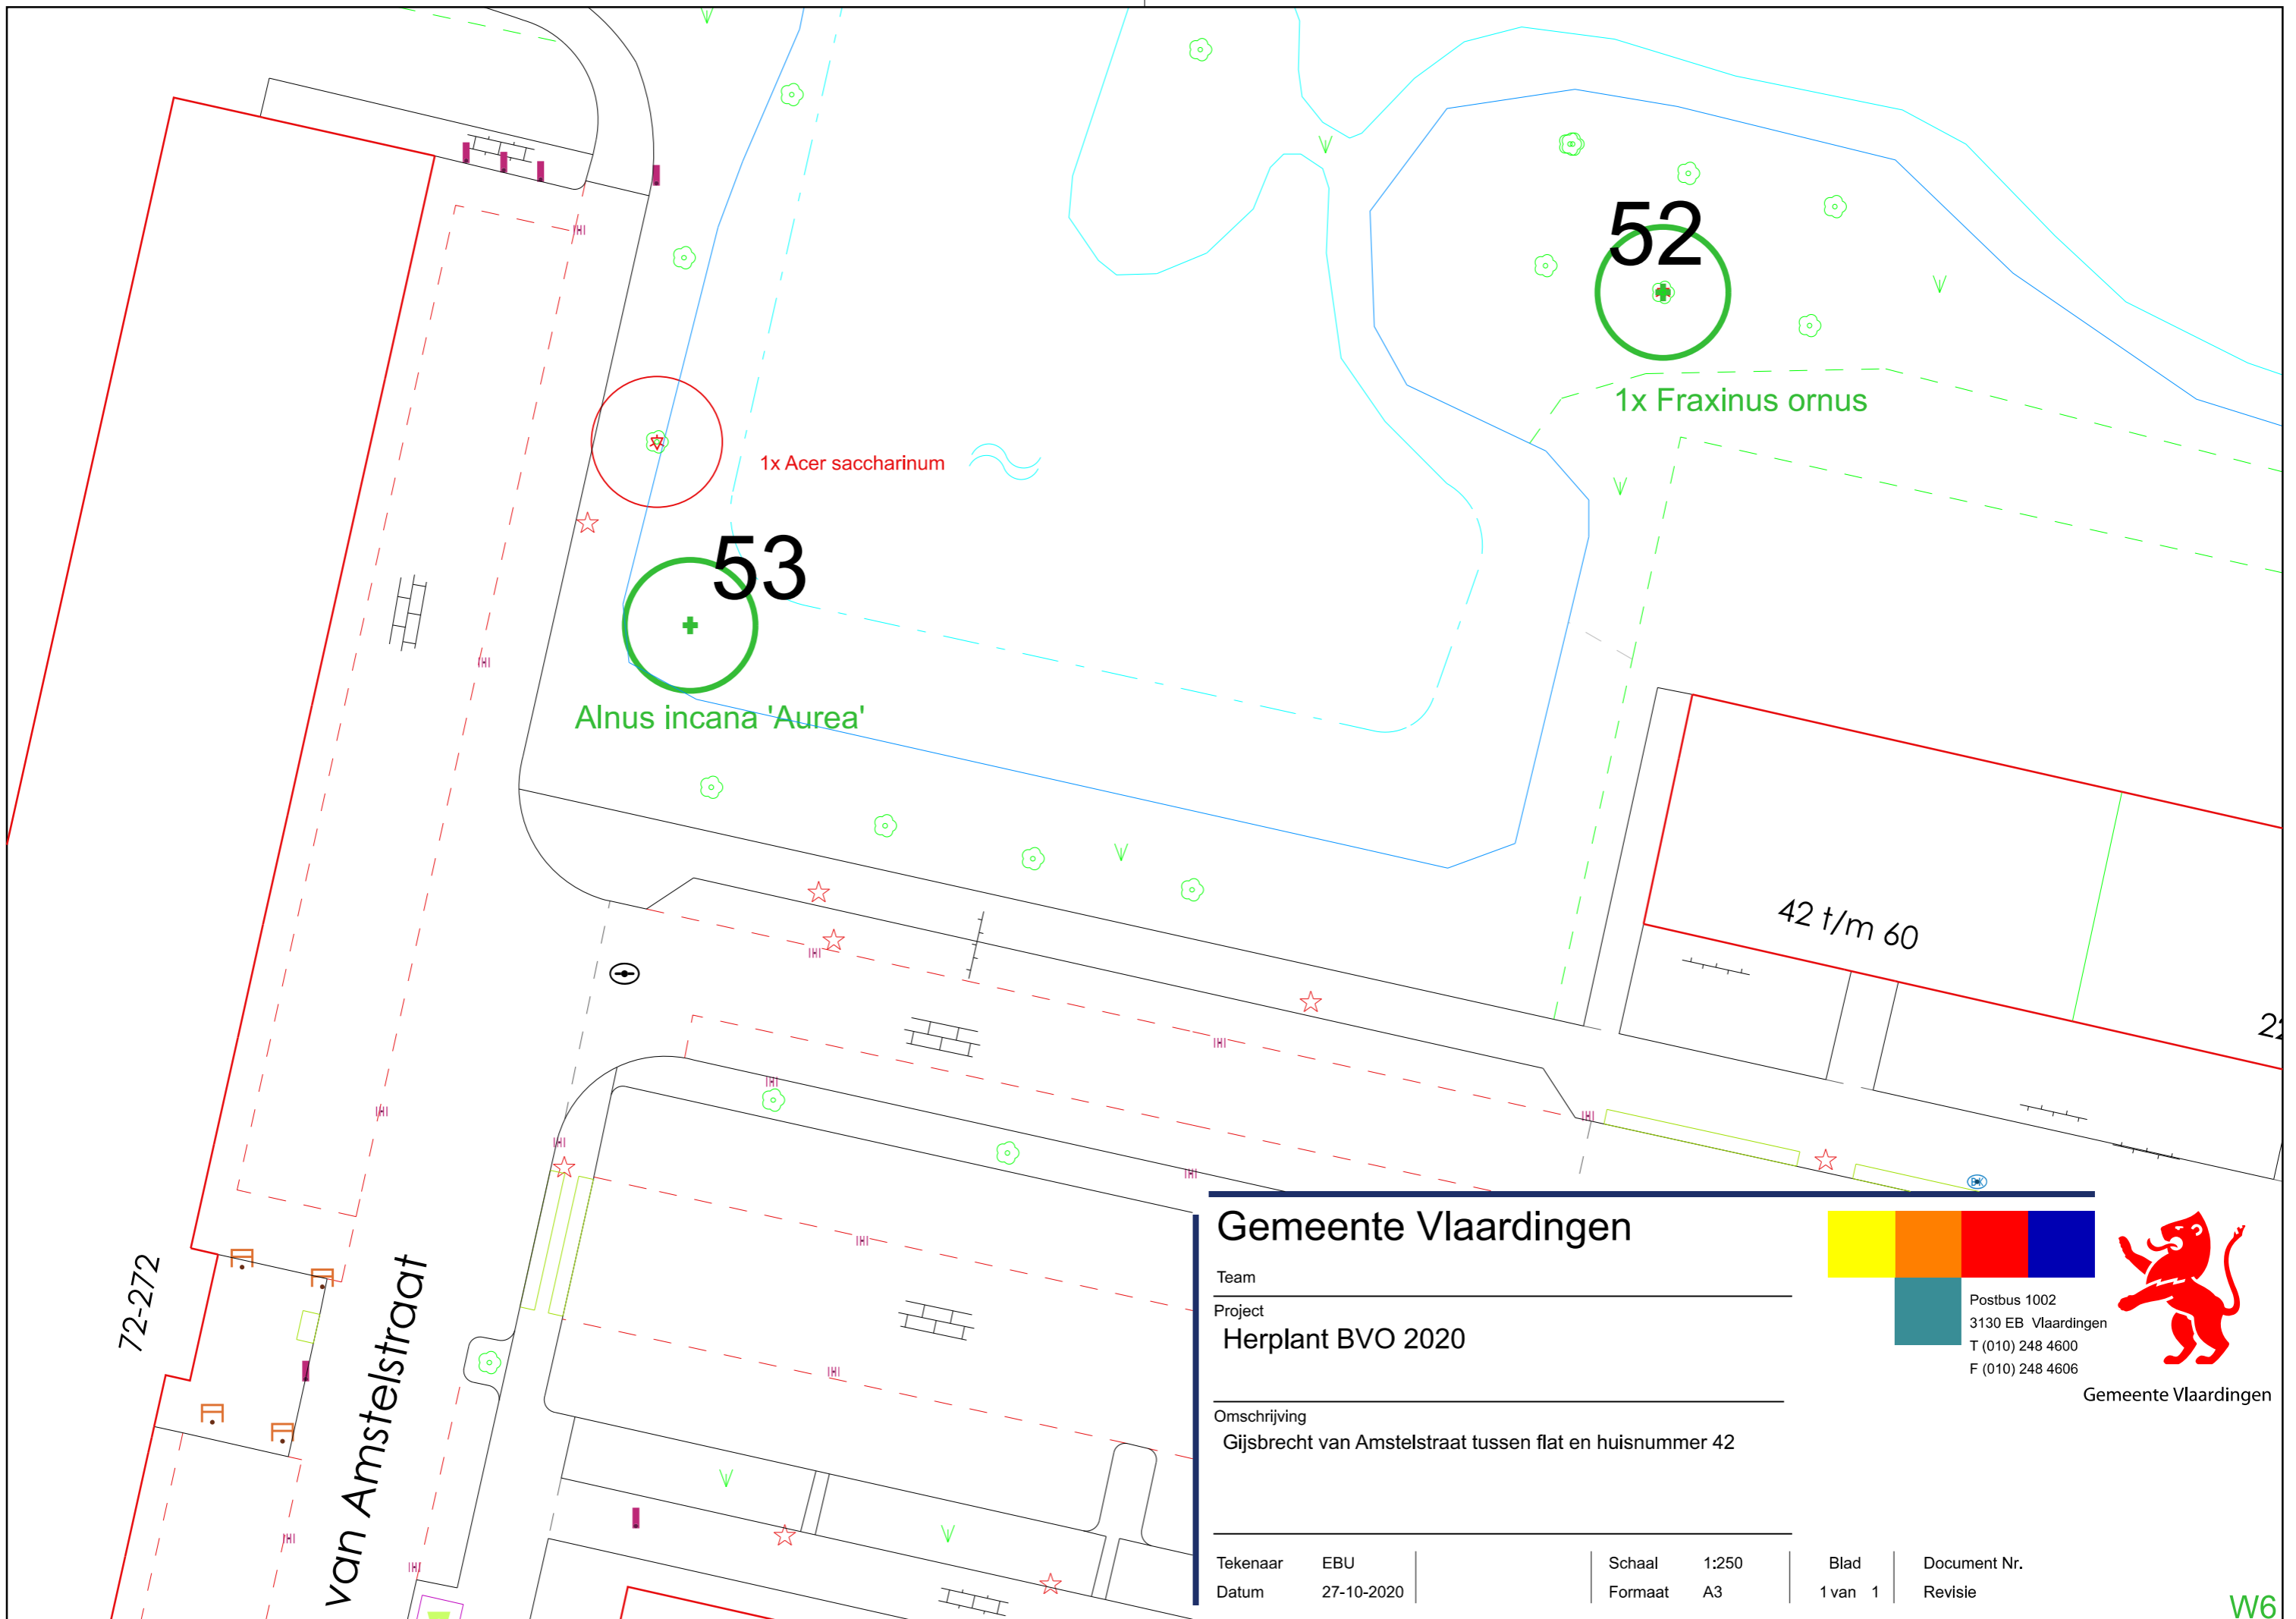 52
1x Fraxinus ornus
1x Acer saccharinum
53
Alnus incana 'Aurea'
42 t/m 60
22
72-272
van Amstelstraat
Gemeente Vlaardingen
Team
Project
Herplant BVO 2020
Omschrijving
Gijsbrecht van Amstelstraat tussen flat en huisnummer 42
Postbus 1002
3130 EB Vlaardingen
T (010) 248 4600
F (010) 248 4606
Gemeente Vlaardingen
Tekenaar EBU Schaal 1:250 Blad Document Nr.
Datum 27-10-2020 Formaat A3 1 van 1 Revisie
W6